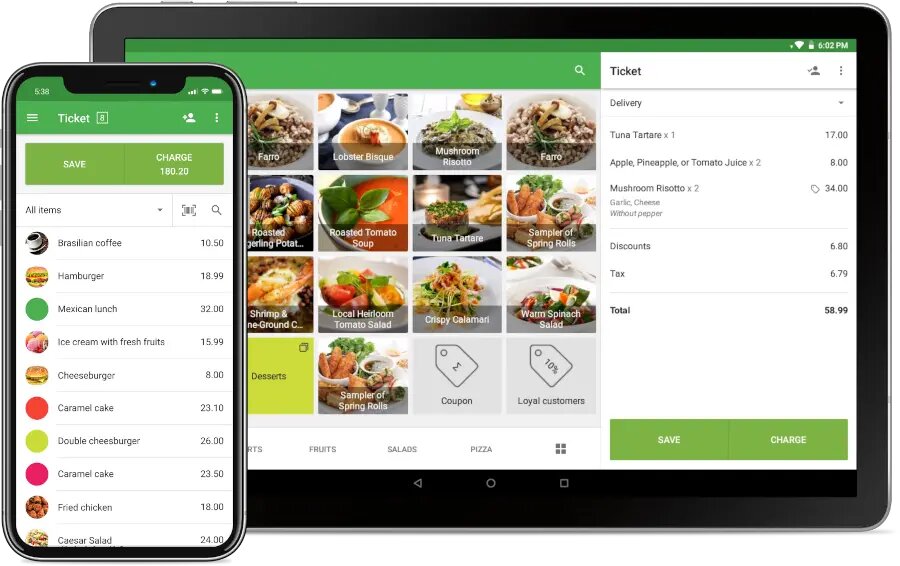 5:38
Ticket 8
SAVE
CHARGE
180.20
All items
Brasilian coffee 10.50
Hamburger 18.99
Mexican lunch 32.00
Ice cream with fresh fruits 15.99
Cheeseburger 8.00
Caramel cake 23.10
Double cheesburger 26.00
Caramel cake 23.50
Fried chicken 18.00
Caesar Salad 24.00
6:02 PM
Farro
Lobster Bisque
Mushroom
Risotto
Farro
Roasted
gerling Potat...
Roasted Tomato
Soup
Tuna Tartare
Sampler of
Spring Rolls
Shrimp &
ne-Ground C...
Local Heirloom
Tomato Salad
Crispy Calamari
Warm Spinach
Salad
Desserts
Sampler of
Spring Rolls
Σ
Coupon
10%
Loyal customers
RTS FRUITS SALADS PIZZA
Ticket
Delivery
Tuna Tartare x 1 17.00
Apple, Pineapple, or Tomato Juice x 2 8.00
Mushroom Risotto x 2 34.00
Garlic, Cheese
Without pepper
Discounts 6.80
Tax 6.79
Total 58.99
SAVE CHARGE